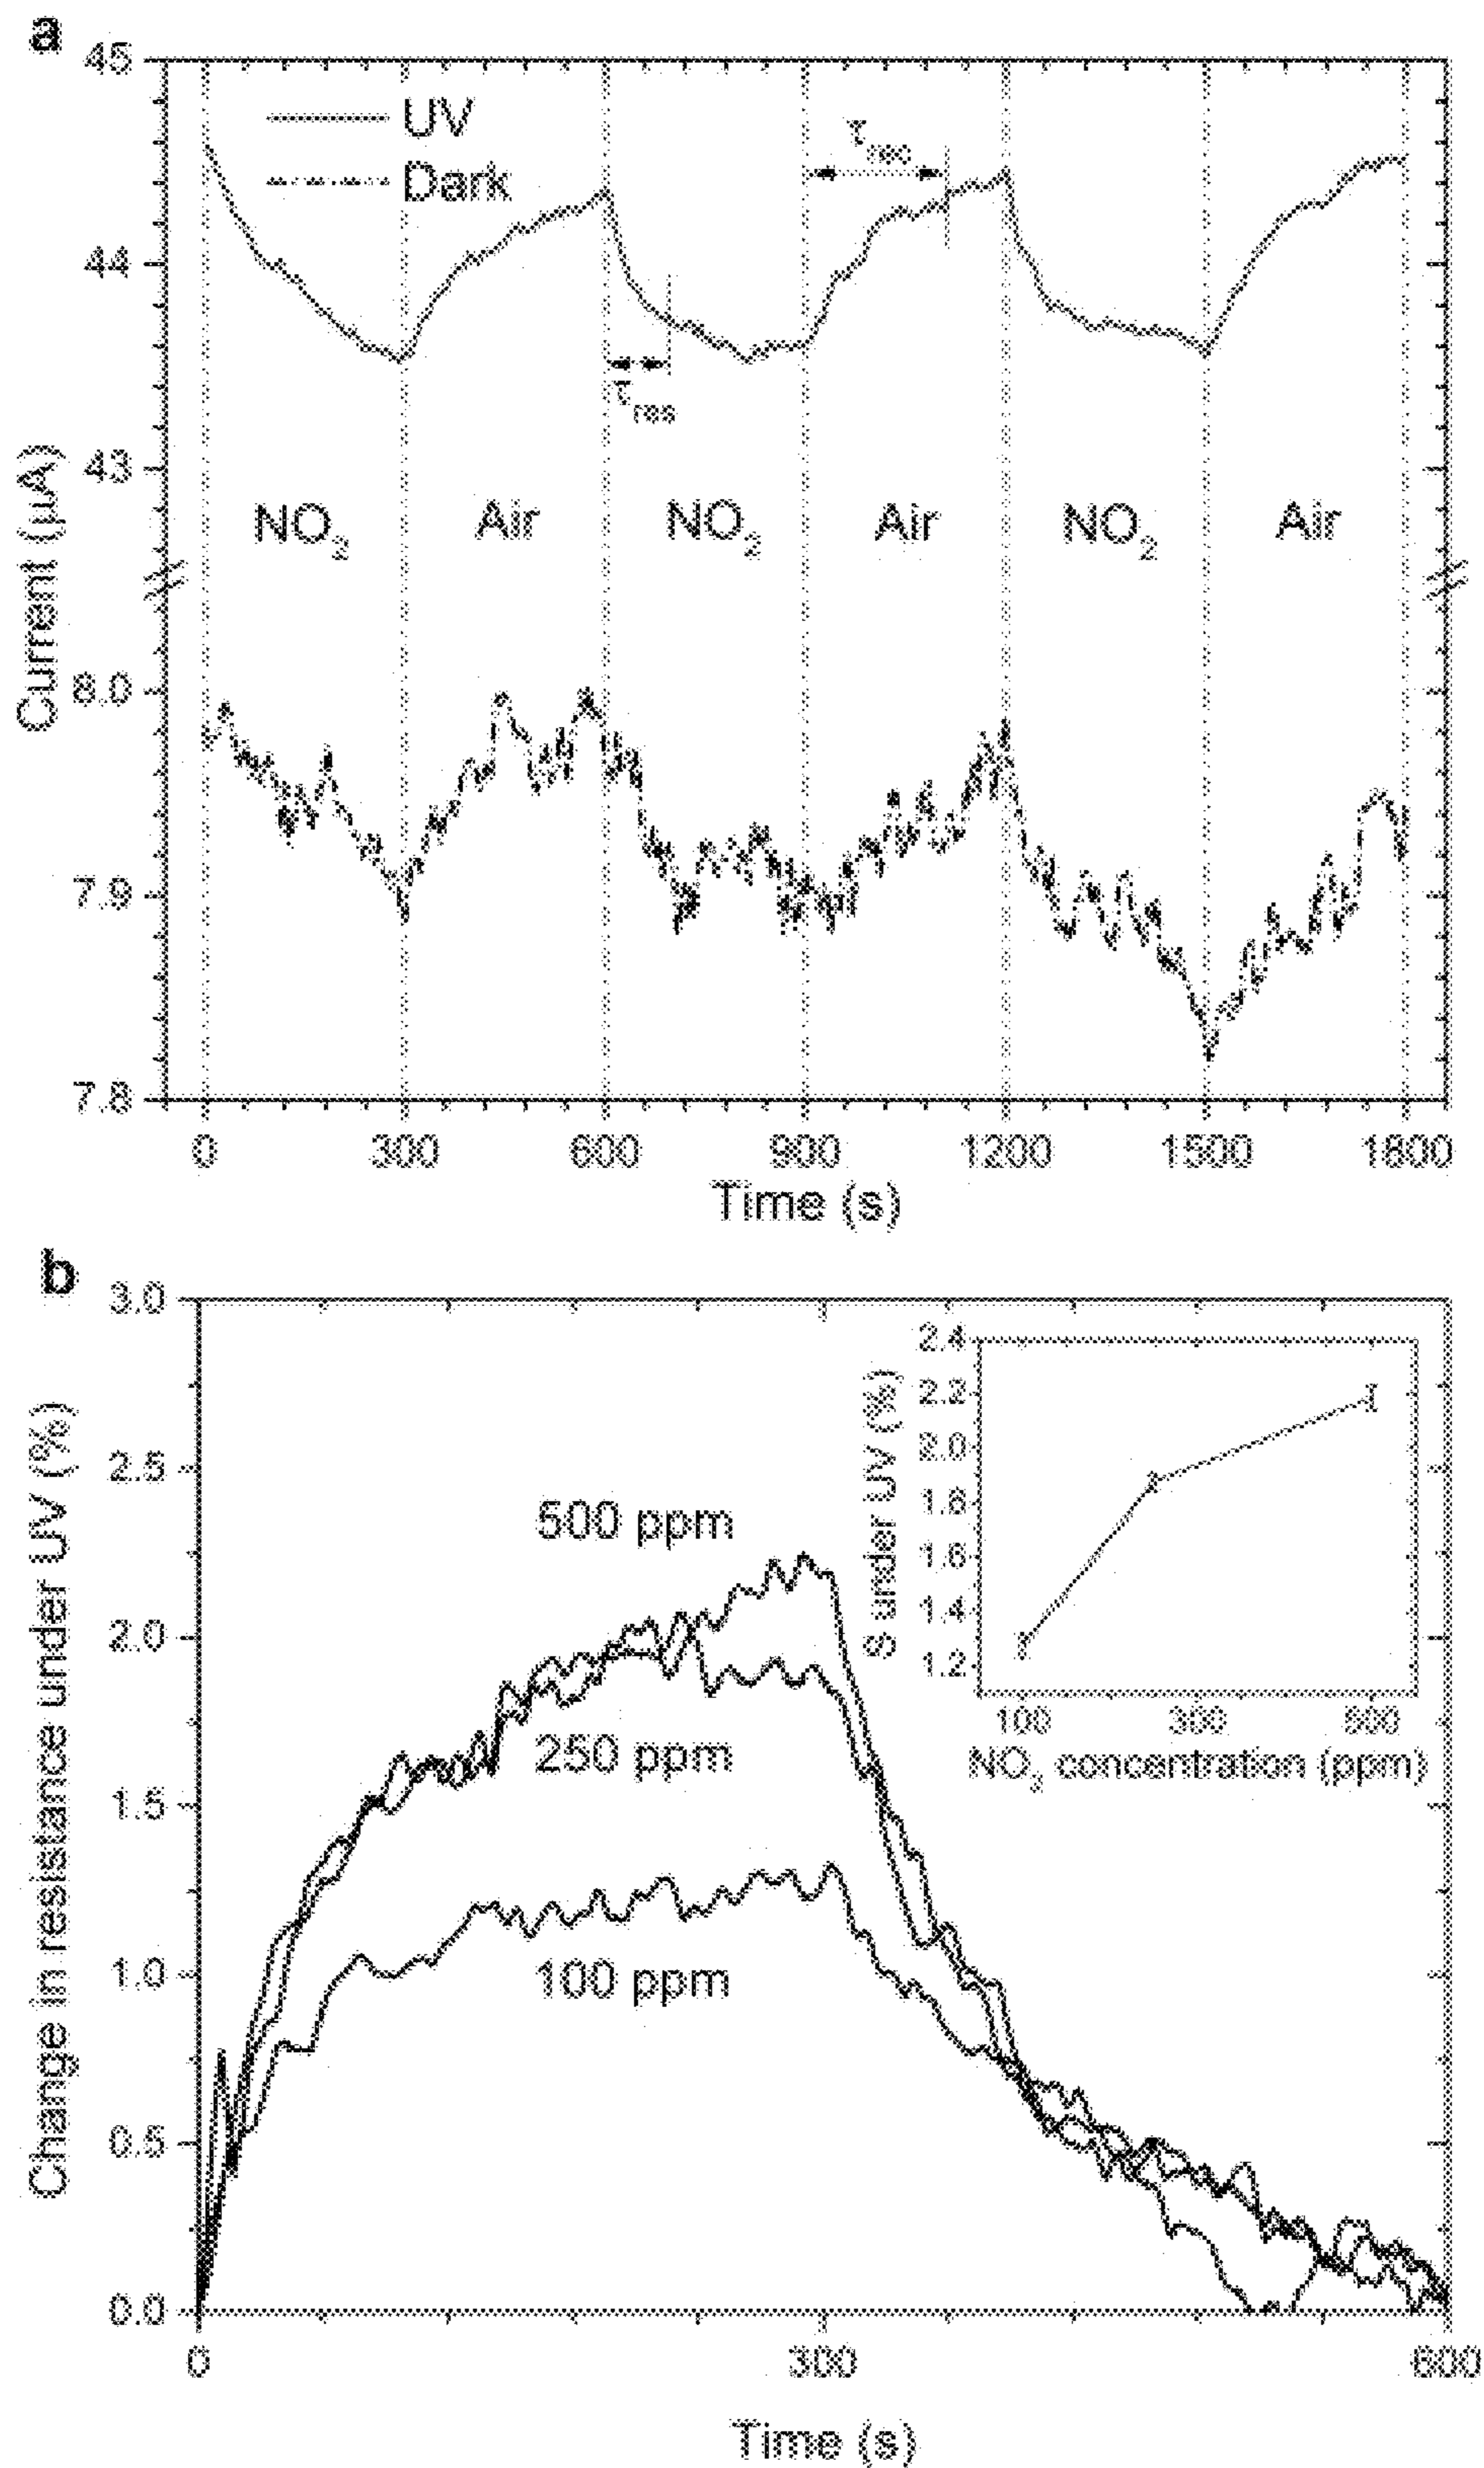 a
45
UV
Dark
τrec
44
τres
43
NO2 Air NO2 Air NO2 Air
Current (μA)
8.0
7.9
7.8
0 300 600 900 1200 1500 1800
Time (s)
b
3.0
2.5
2.0
1.5
1.0
0.5
0.0
Change in resistance under UV (%)
500 ppm
250 ppm
100 ppm
2.4
2.2
2.0
1.8
1.6
1.4
1.2
S under UV (%)
100 300 500
NO2 concentration (ppm)
0 300 600
Time (s)